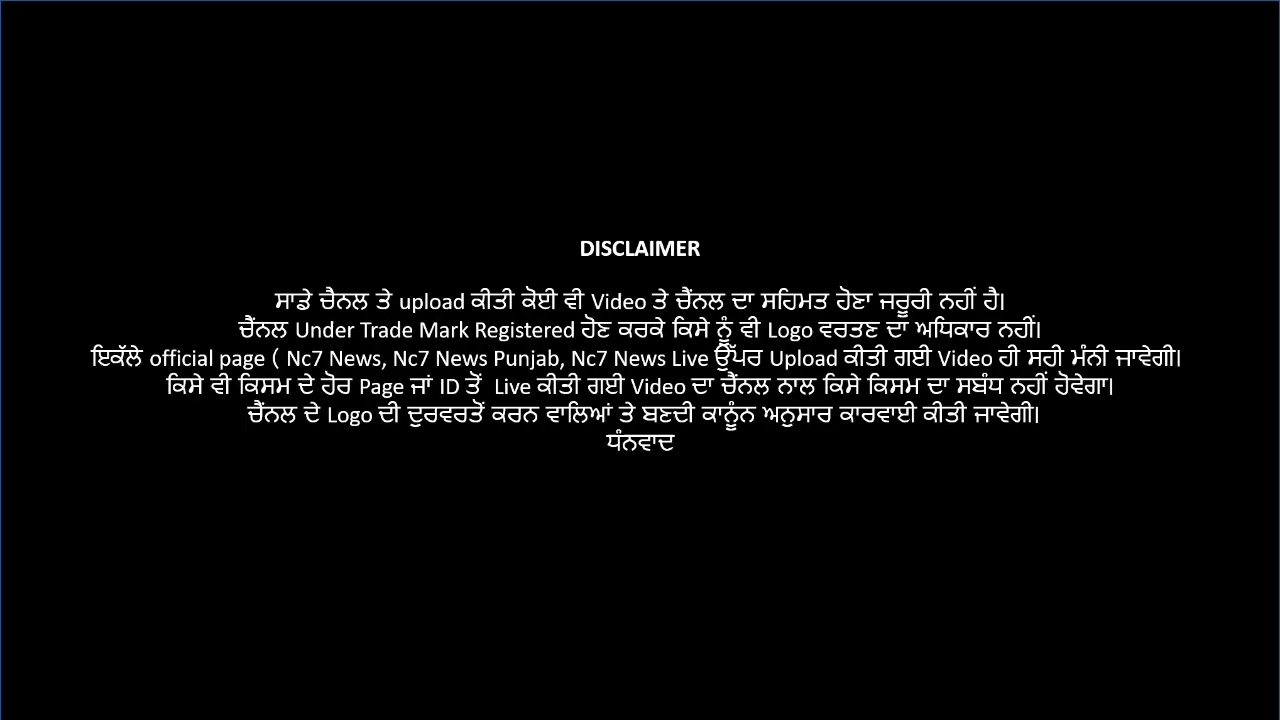 DISCLAIMER
ਸਾਡੇ ਚੈਨਲ ਤੇ upload ਕੀਤੀ ਕੋਈ ਵੀ Video ਤੇ ਚੈਂਨਲ ਦਾ ਸਹਿਮਤ ਹੋਣਾ ਜਰੂਰੀ ਨਹੀਂ ਹੈ।
ਚੈਂਨਲ Under Trade Mark Registered ਹੋਣ ਕਰਕੇ ਕਿਸੇ ਨੂੰ ਵੀ Logo ਵਰਤਣ ਦਾ ਅਧਿਕਾਰ ਨਹੀਂ।
ਇਕੱਲੇ official page ( Nc7 News, Nc7 News Punjab, Nc7 News Live ਉੱਪਰ Upload ਕੀਤੀ ਗਈ Video ਹੀ ਸਹੀ ਮੰਨੀ ਜਾਵੇਗੀ।
ਕਿਸੇ ਵੀ ਕਿਸਮ ਦੇ ਹੋਰ Page ਜਾਂ ID ਤੋਂ Live ਕੀਤੀ ਗਈ Video ਦਾ ਚੈਂਨਲ ਨਾਲ ਕਿਸੇ ਕਿਸਮ ਦਾ ਸਬੰਧ ਨਹੀਂ ਹੋਵੇਗਾ।
ਚੈਂਨਲ ਦੇ Logo ਦੀ ਦੁਰਵਰਤੋਂ ਕਰਨ ਵਾਲਿਆਂ ਤੇ ਬਣਦੀ ਕਾਨੂੰਨ ਅਨੁਸਾਰ ਕਾਰਵਾਈ ਕੀਤੀ ਜਾਵੇਗੀ।
ਧੰਨਵਾਦ